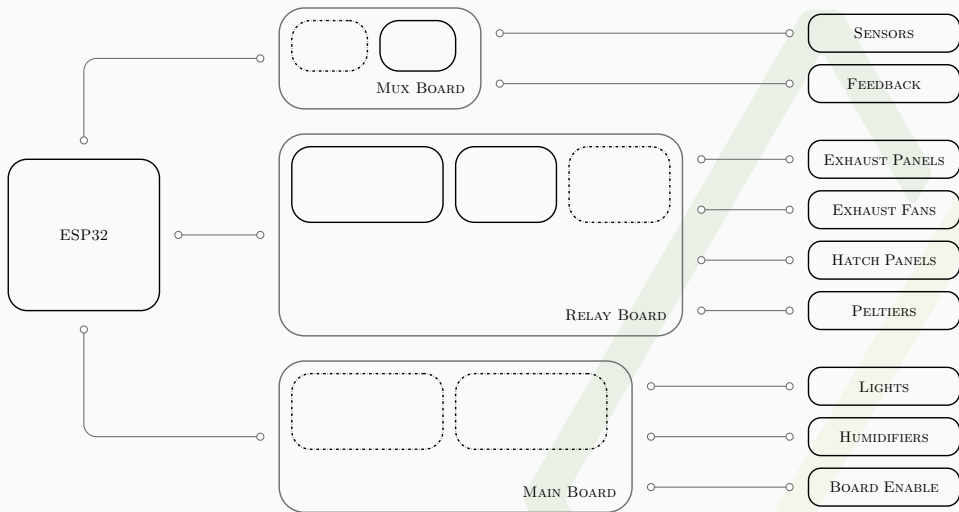 Sensors
Mux Board
Feedback
Exhaust Panels
ESP32
Exhaust Fans
Hatch Panels
Relay Board
Peltiers
Lights
Humidifiers
Main Board
Board Enable